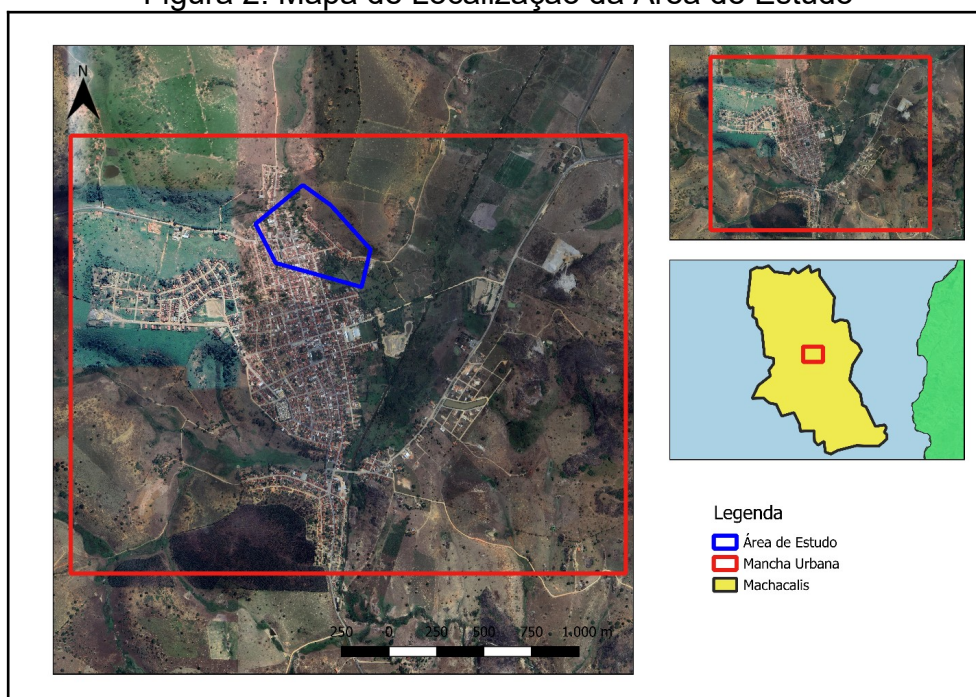 Figura 2: Mapa de Localização da Área de Estudo
N
250 0 250 500 750 1.000 m
Legenda
Área de Estudo
Mancha Urbana
Machacalis